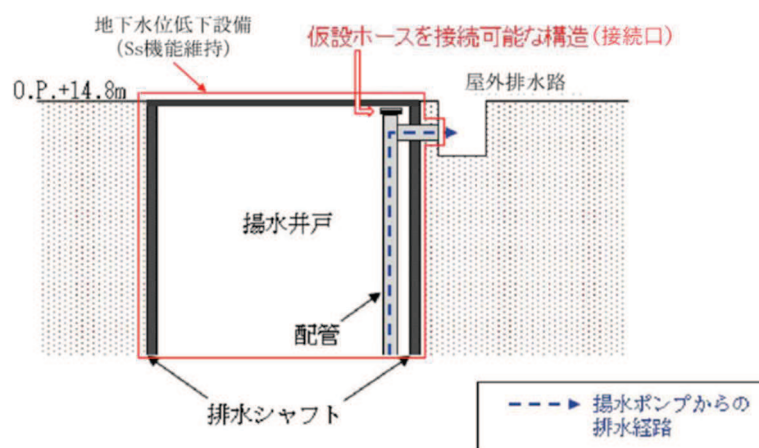 地下水位低下設備
(Ss機能維持)
仮設ホースを接続可能な構造(接続口)
屋外排水路
O.P.+14.8m
揚水井戸
配管
排水シャフト
揚水ポンプからの
排水経路